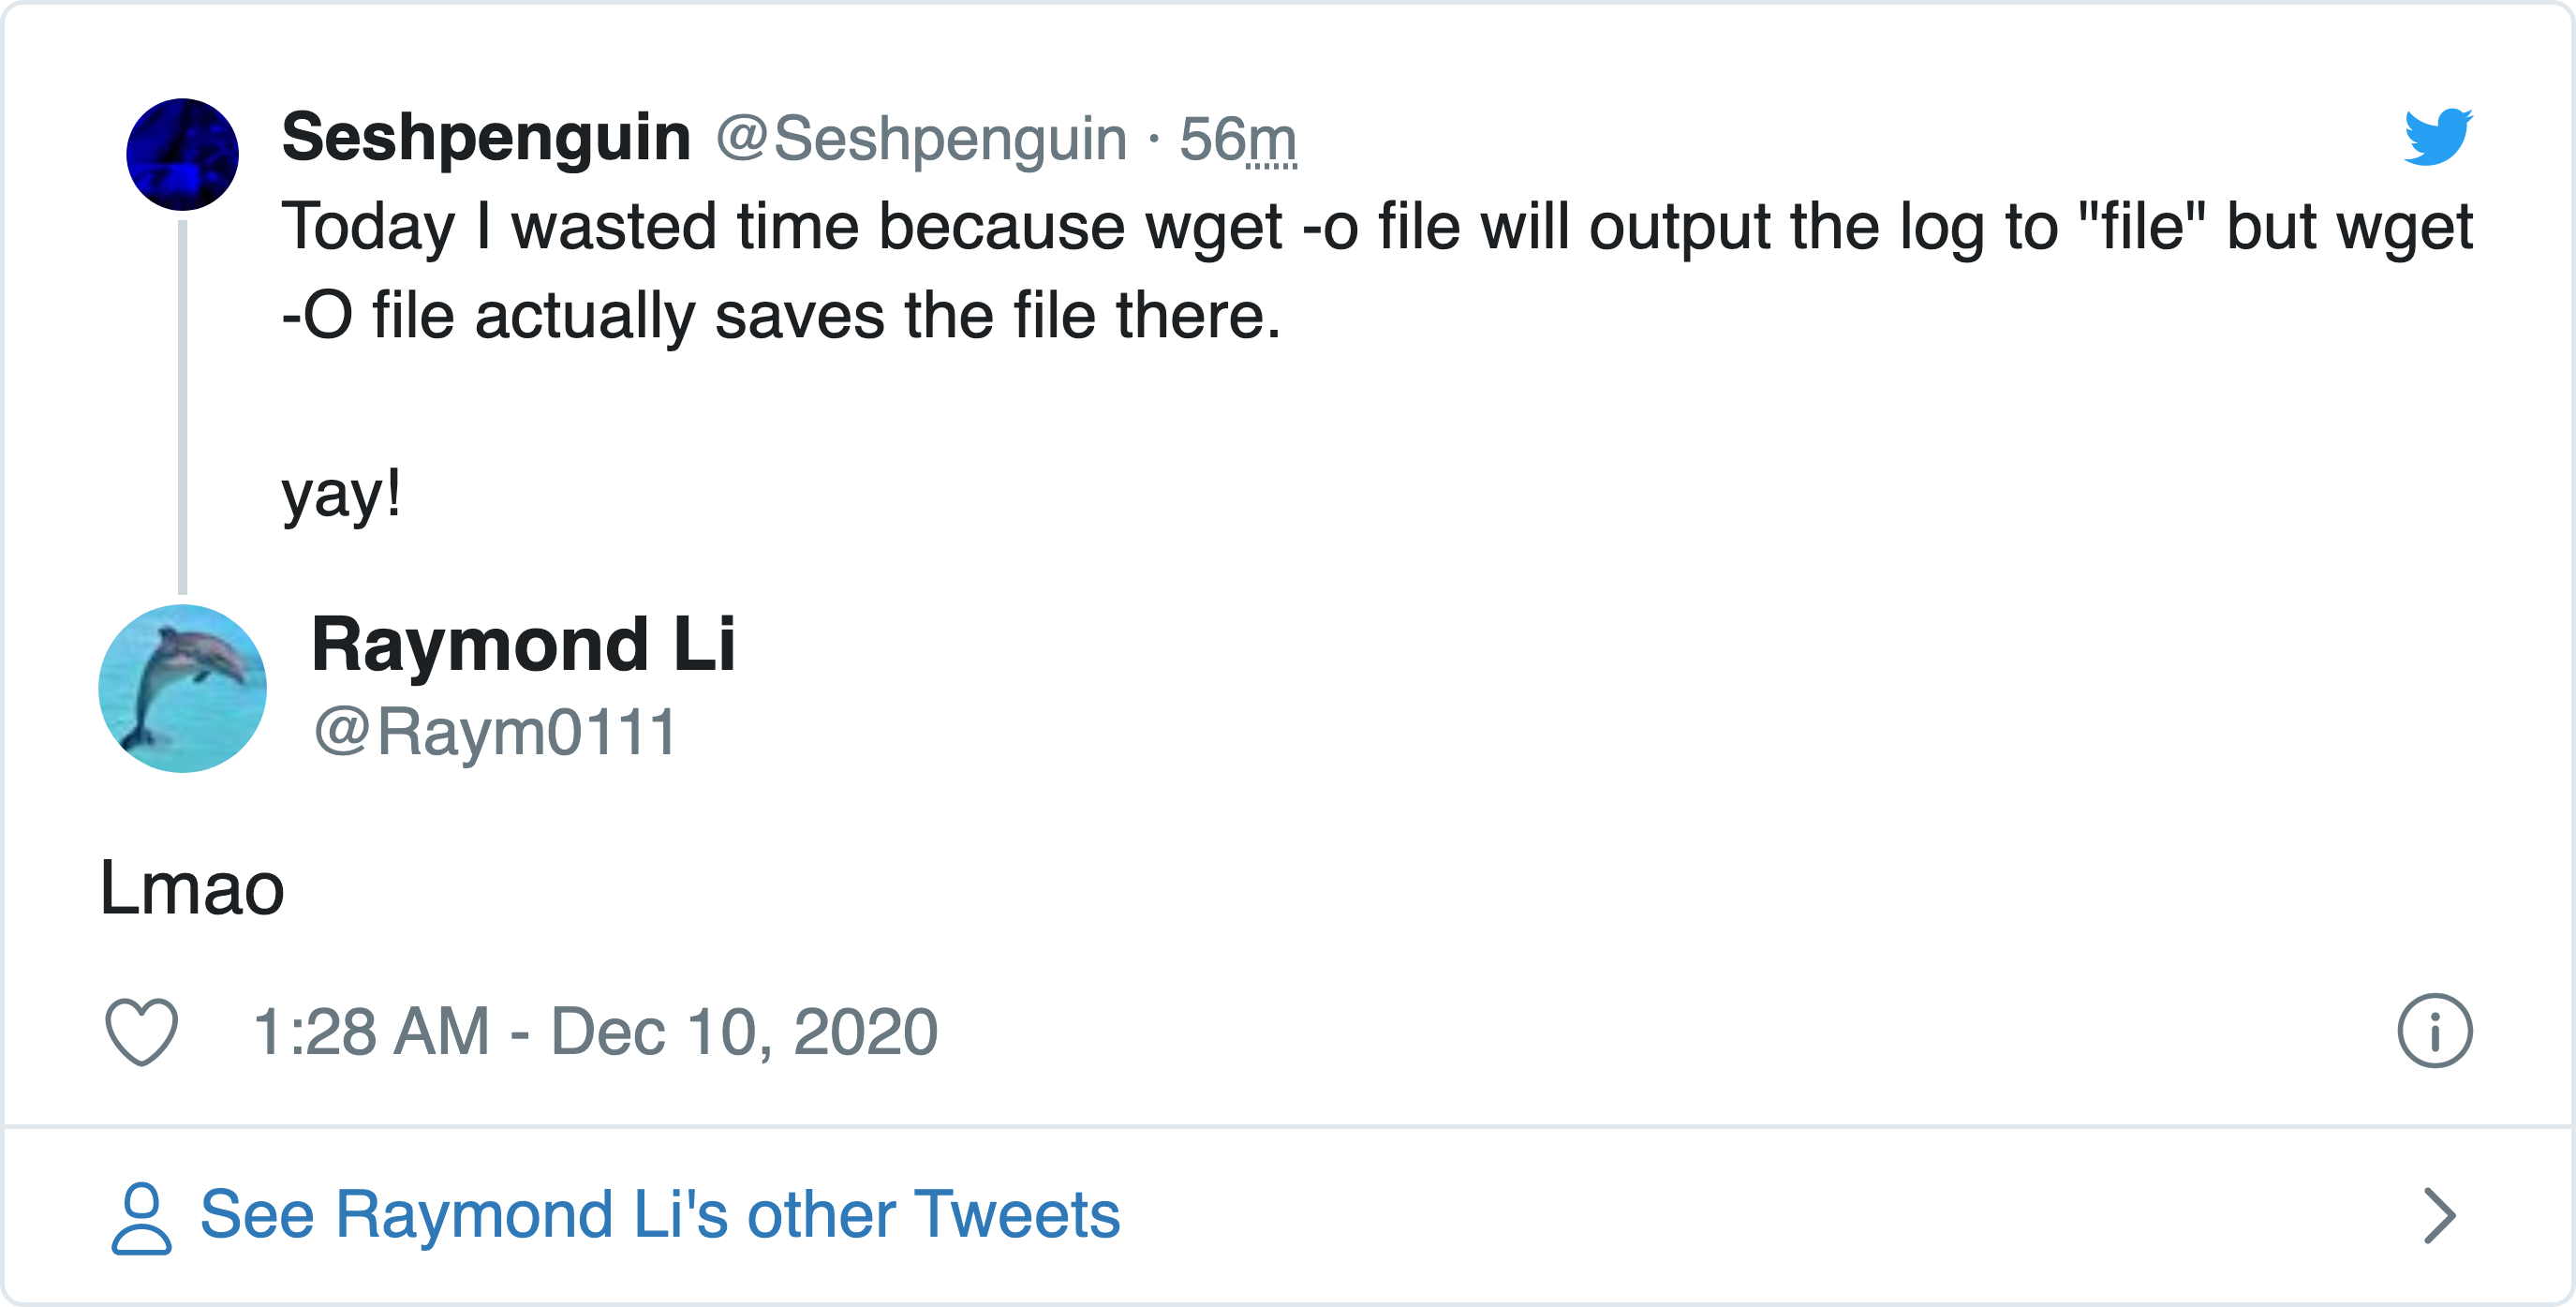 Seshpenguin @Seshpenguin · 56m
Today I wasted time because wget -o file will output the log to "file" but wget
-O file actually saves the file there.
yay!
Raymond Li
@Raym0111
Lmao
1:28 AM - Dec 10, 2020
See Raymond Li's other Tweets